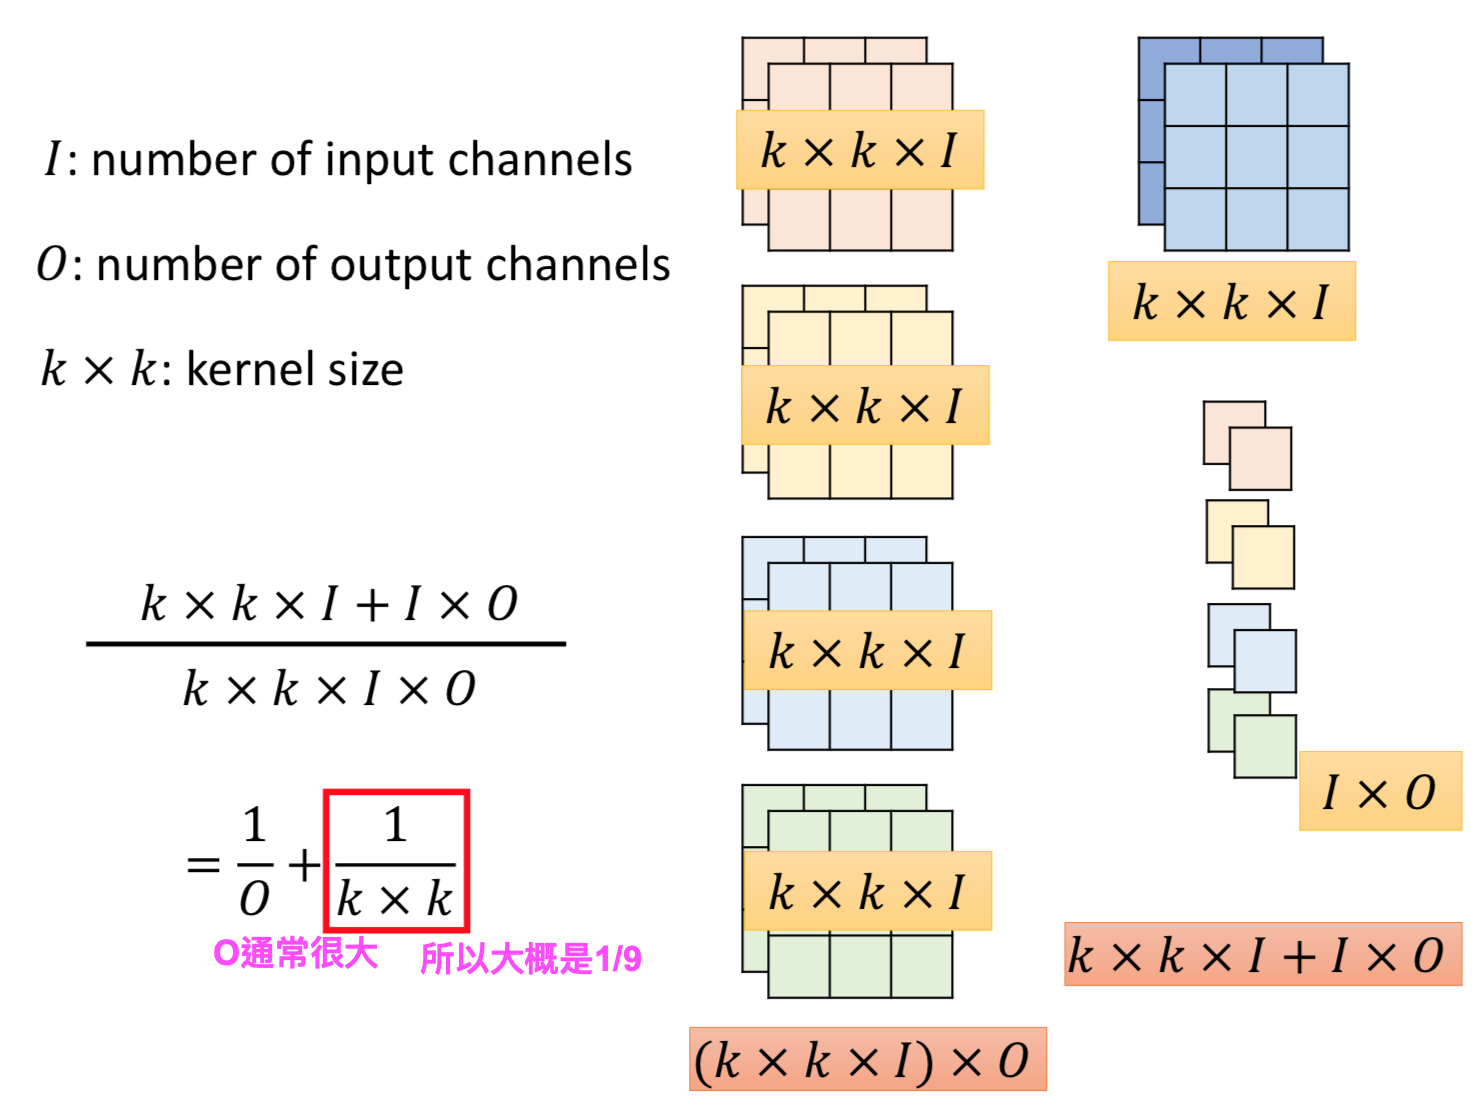 I: number of input channels
O: number of output channels
k × k: kernel size
k × k × I + I × O
k × k × I × O
= 1/O + 1/(k × k)
O通常很大
所以大概是1/9
k × k × I
k × k × I
k × k × I
k × k × I
(k × k × I) × O
k × k × I
I × O
k × k × I + I × O